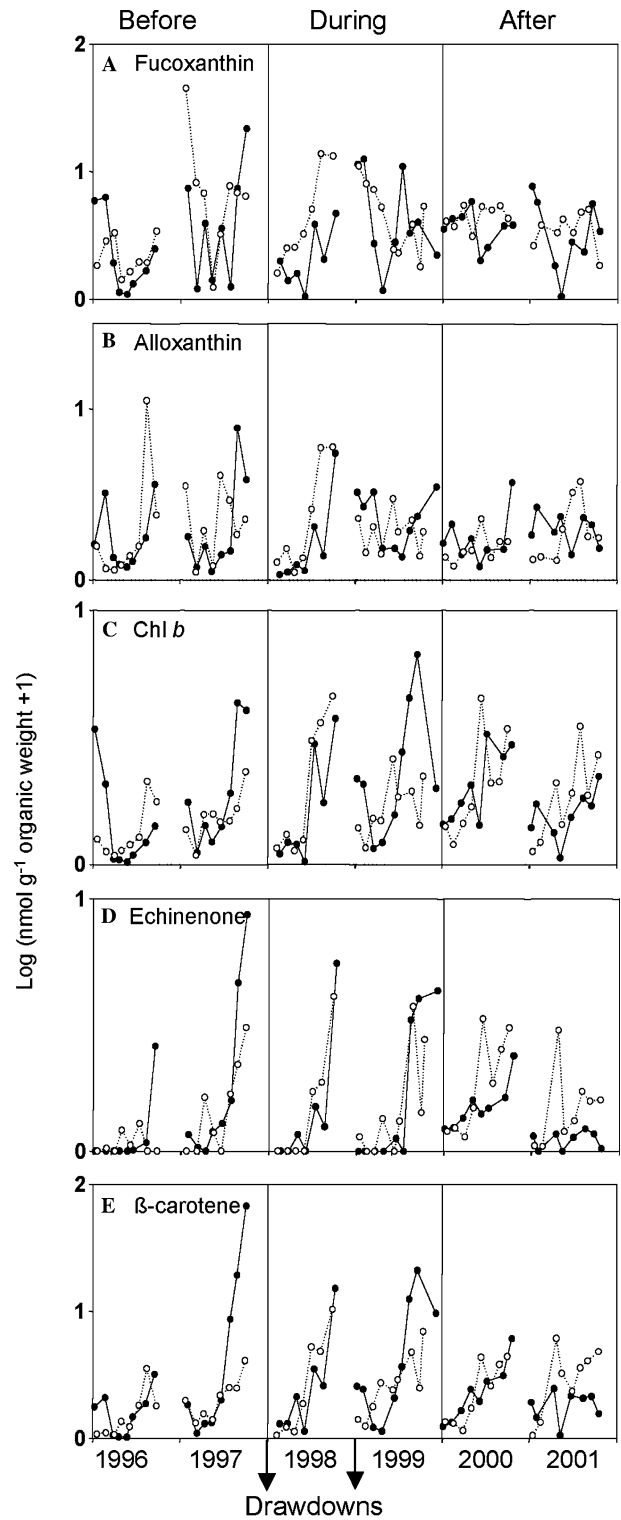 Before During After
2
A Fucoxanthin
1
0
B Alloxanthin
1
0
1
C Chl b
0
1
D Echinenone
0
2
E ß-carotene
1
0
1996 1997 1998 1999 2000 2001
Drawdowns
Log (nmol g-1 organic weight +1)